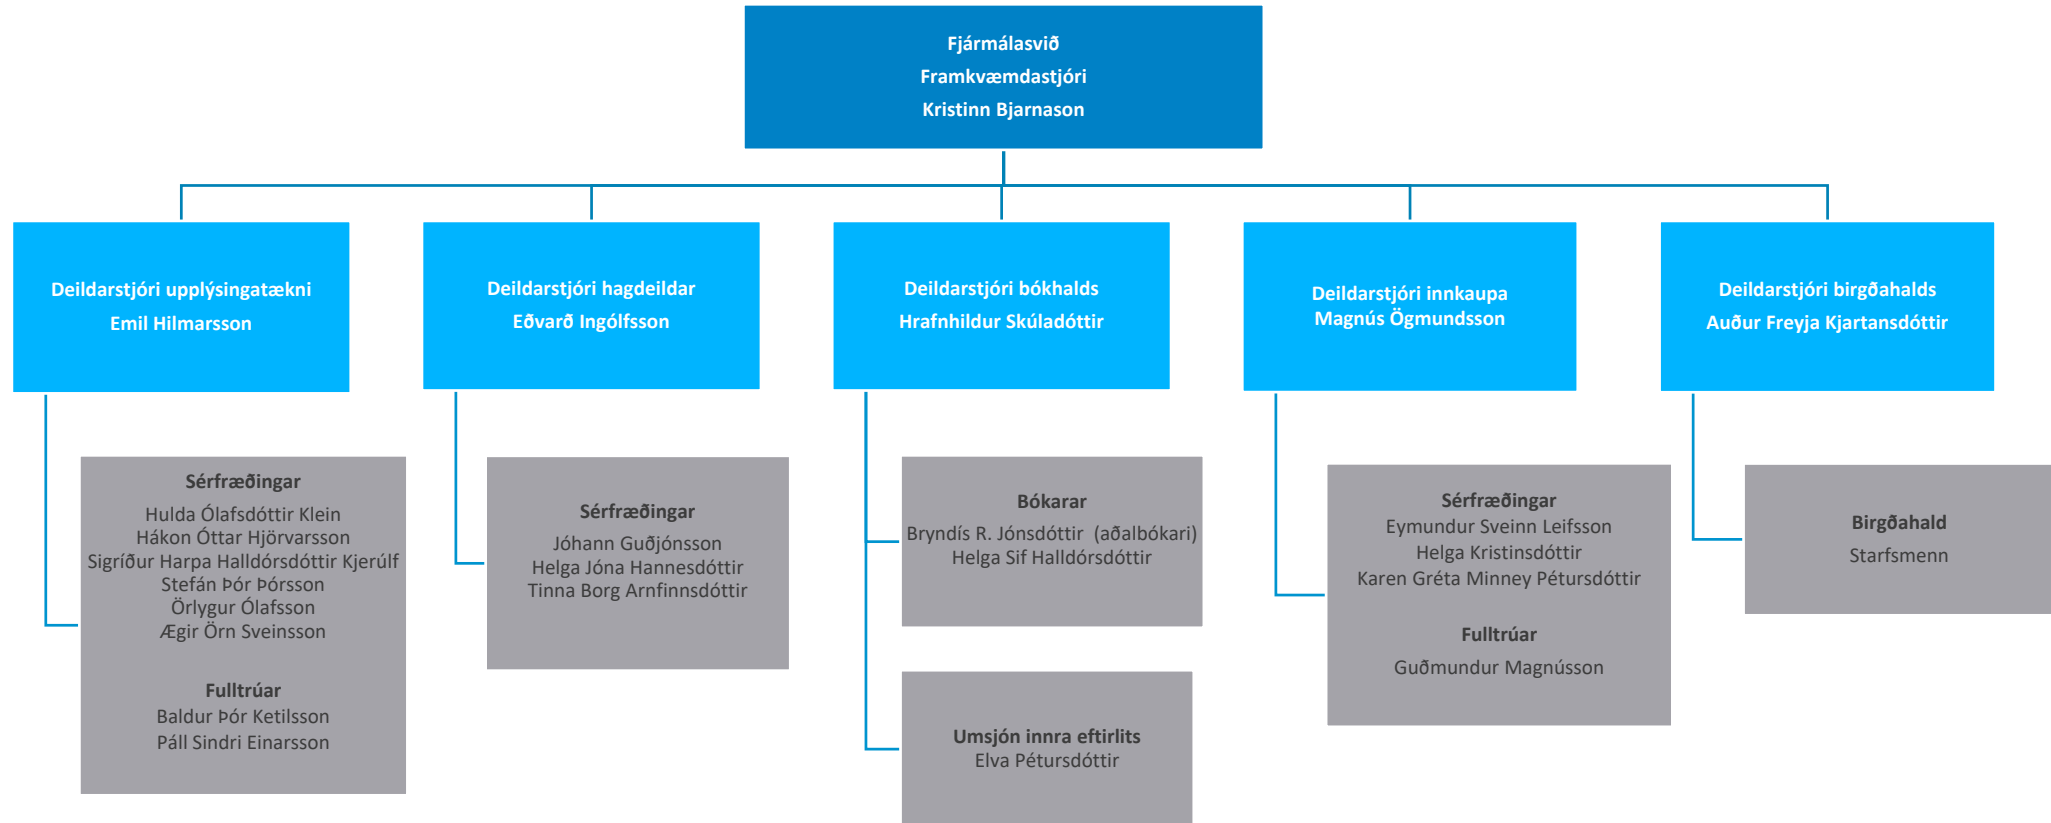 Fjármálasvið
Framkvæmdastjóri
Kristinn Bjarnason
Deildarstjóri upplýsingatækni
Emil Hilmarsson
Deildarstjóri hagdeildar
Eðvarð Ingólfsson
Deildarstjóri bókhalds
Hrafnhildur Skúladóttir
Deildarstjóri innkaupa
Magnús Ögmundsson
Deildarstjóri birgðahalds
Auður Freyja Kjartansdóttir
Sérfræðingar
Hulda Ólafsdóttir Klein
Hákon Óttar Hjörvarsson
Sigríður Harpa Halldórsdóttir Kjerúlf
Stefán Þór Þórsson
Örlygur Ólafsson
Ægir Örn Sveinsson
Fulltrúar
Baldur Þór Ketilsson
Páll Sindri Einarsson
Sérfræðingar
Jóhann Guðjónsson
Helga Jóna Hannesdóttir
Tinna Borg Arnfinnsdóttir
Bókarar
Bryndís R. Jónsdóttir (aðalbókari)
Helga Sif Halldórsdóttir
Umsjón innra eftirlits
Elva Pétursdóttir
Sérfræðingar
Eymundur Sveinn Leifsson
Helga Kristinsdóttir
Karen Gréta Minney Pétursdóttir
Fulltrúar
Guðmundur Magnússon
Birgðahald
Starfsmenn